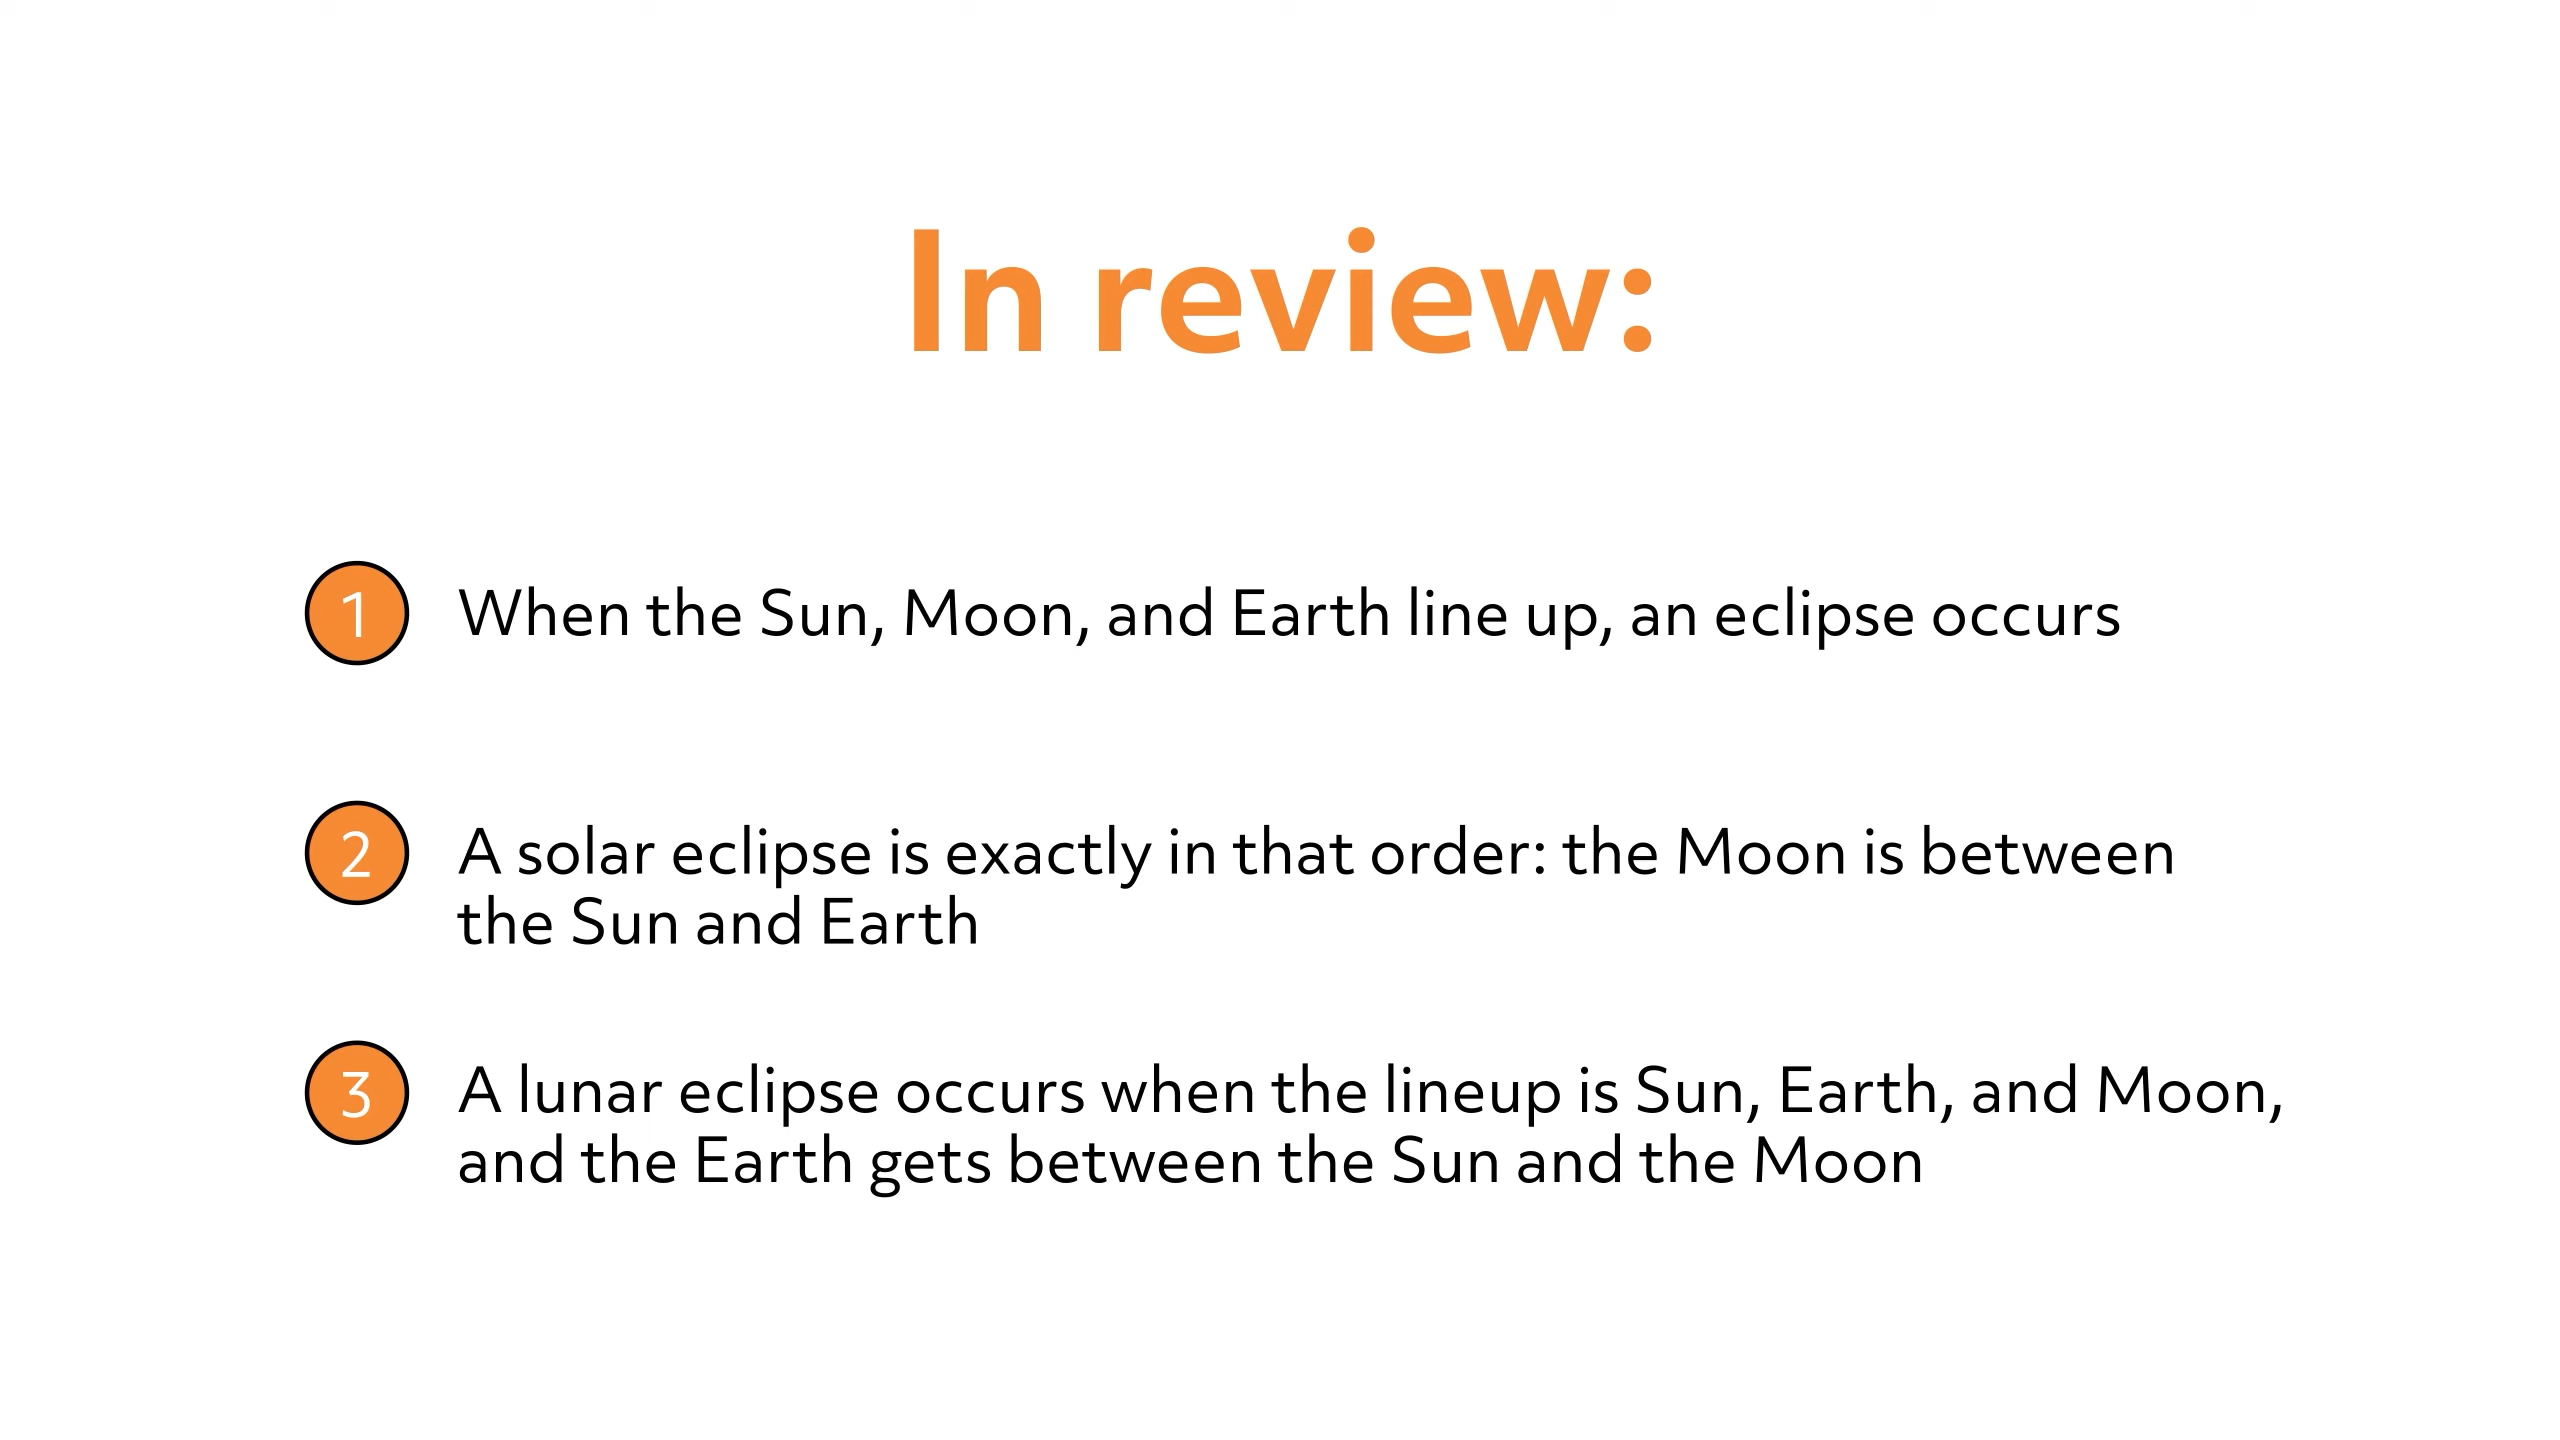 In review:
1 When the Sun, Moon, and Earth line up, an eclipse occurs
2 A solar eclipse is exactly in that order: the Moon is between
the Sun and Earth
3 A lunar eclipse occurs when the lineup is Sun, Earth, and Moon,
and the Earth gets between the Sun and the Moon